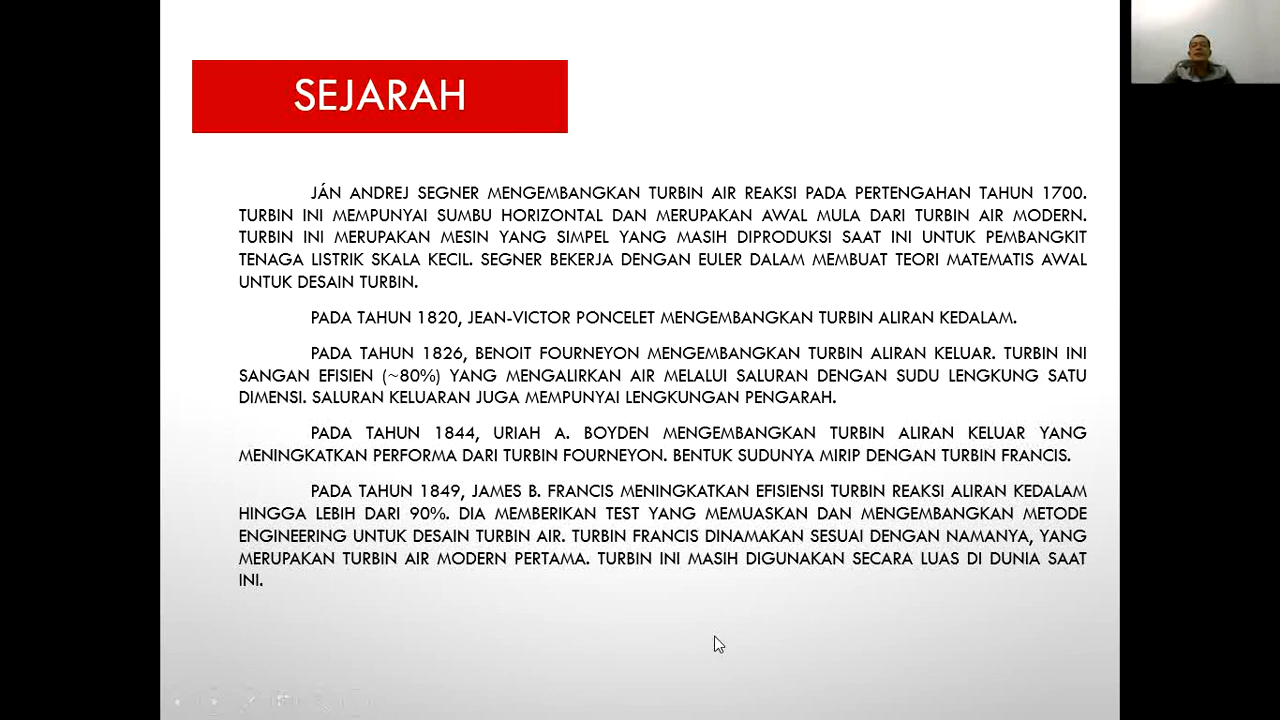 SEJARAH
JÁN ANDREJ SEGNER MENGEMBANGKAN TURBIN AIR REAKSI PADA PERTENGAHAN TAHUN 1700.
TURBIN INI MEMPUNYAI SUMBU HORIZONTAL DAN MERUPAKAN AWAL MULA DARI TURBIN AIR MODERN.
TURBIN INI MERUPAKAN MESIN YANG SIMPEL YANG MASIH DIPRODUKSI SAAT INI UNTUK PEMBANGKIT
TENAGA LISTRIK SKALA KECIL. SEGNER BEKERJA DENGAN EULER DALAM MEMBUAT TEORI MATEMATIS AWAL
UNTUK DESAIN TURBIN.
PADA TAHUN 1820, JEAN-VICTOR PONCELET MENGEMBANGKAN TURBIN ALIRAN KEDALAM.
PADA TAHUN 1826, BENOIT FOURNEYON MENGEMBANGKAN TURBIN ALIRAN KELUAR. TURBIN INI
SANGAN EFISIEN (~80%) YANG MENGALIRKAN AIR MELALUI SALURAN DENGAN SUDU LENGKUNG SATU
DIMENSI. SALURAN KELUARAN JUGA MEMPUNYAI LENGKUNGAN PENGARAH.
PADA TAHUN 1844, URIAH A. BOYDEN MENGEMBANGKAN TURBIN ALIRAN KELUAR YANG
MENINGKATKAN PERFORMA DARI TURBIN FOURNEYON. BENTUK SUDUNYA MIRIP DENGAN TURBIN FRANCIS.
PADA TAHUN 1849, JAMES B. FRANCIS MENINGKATKAN EFISIENSI TURBIN REAKSI ALIRAN KEDALAM
HINGGA LEBIH DARI 90%. DIA MEMBERIKAN TEST YANG MEMUASKAN DAN MENGEMBANGKAN METODE
ENGINEERING UNTUK DESAIN TURBIN AIR. TURBIN FRANCIS DINAMAKAN SESUAI DENGAN NAMANYA, YANG
MERUPAKAN TURBIN AIR MODERN PERTAMA. TURBIN INI MASIH DIGUNAKAN SECARA LUAS DI DUNIA SAAT
INI.